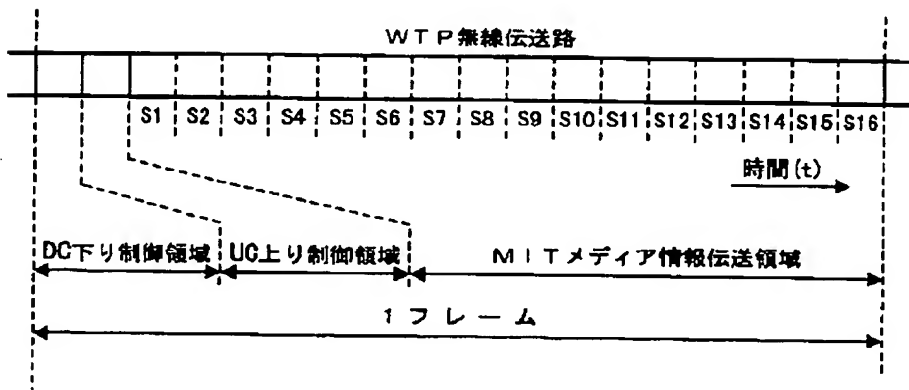 WTP無線伝送路
S1 S2 S3 S4 S5 S6 S7 S8 S9 S10 S11 S12 S13 S14 S15 S16
時間(t)
DC下り制御領域 UC上り制御領域 MITメディア情報伝送領域
1フレーム